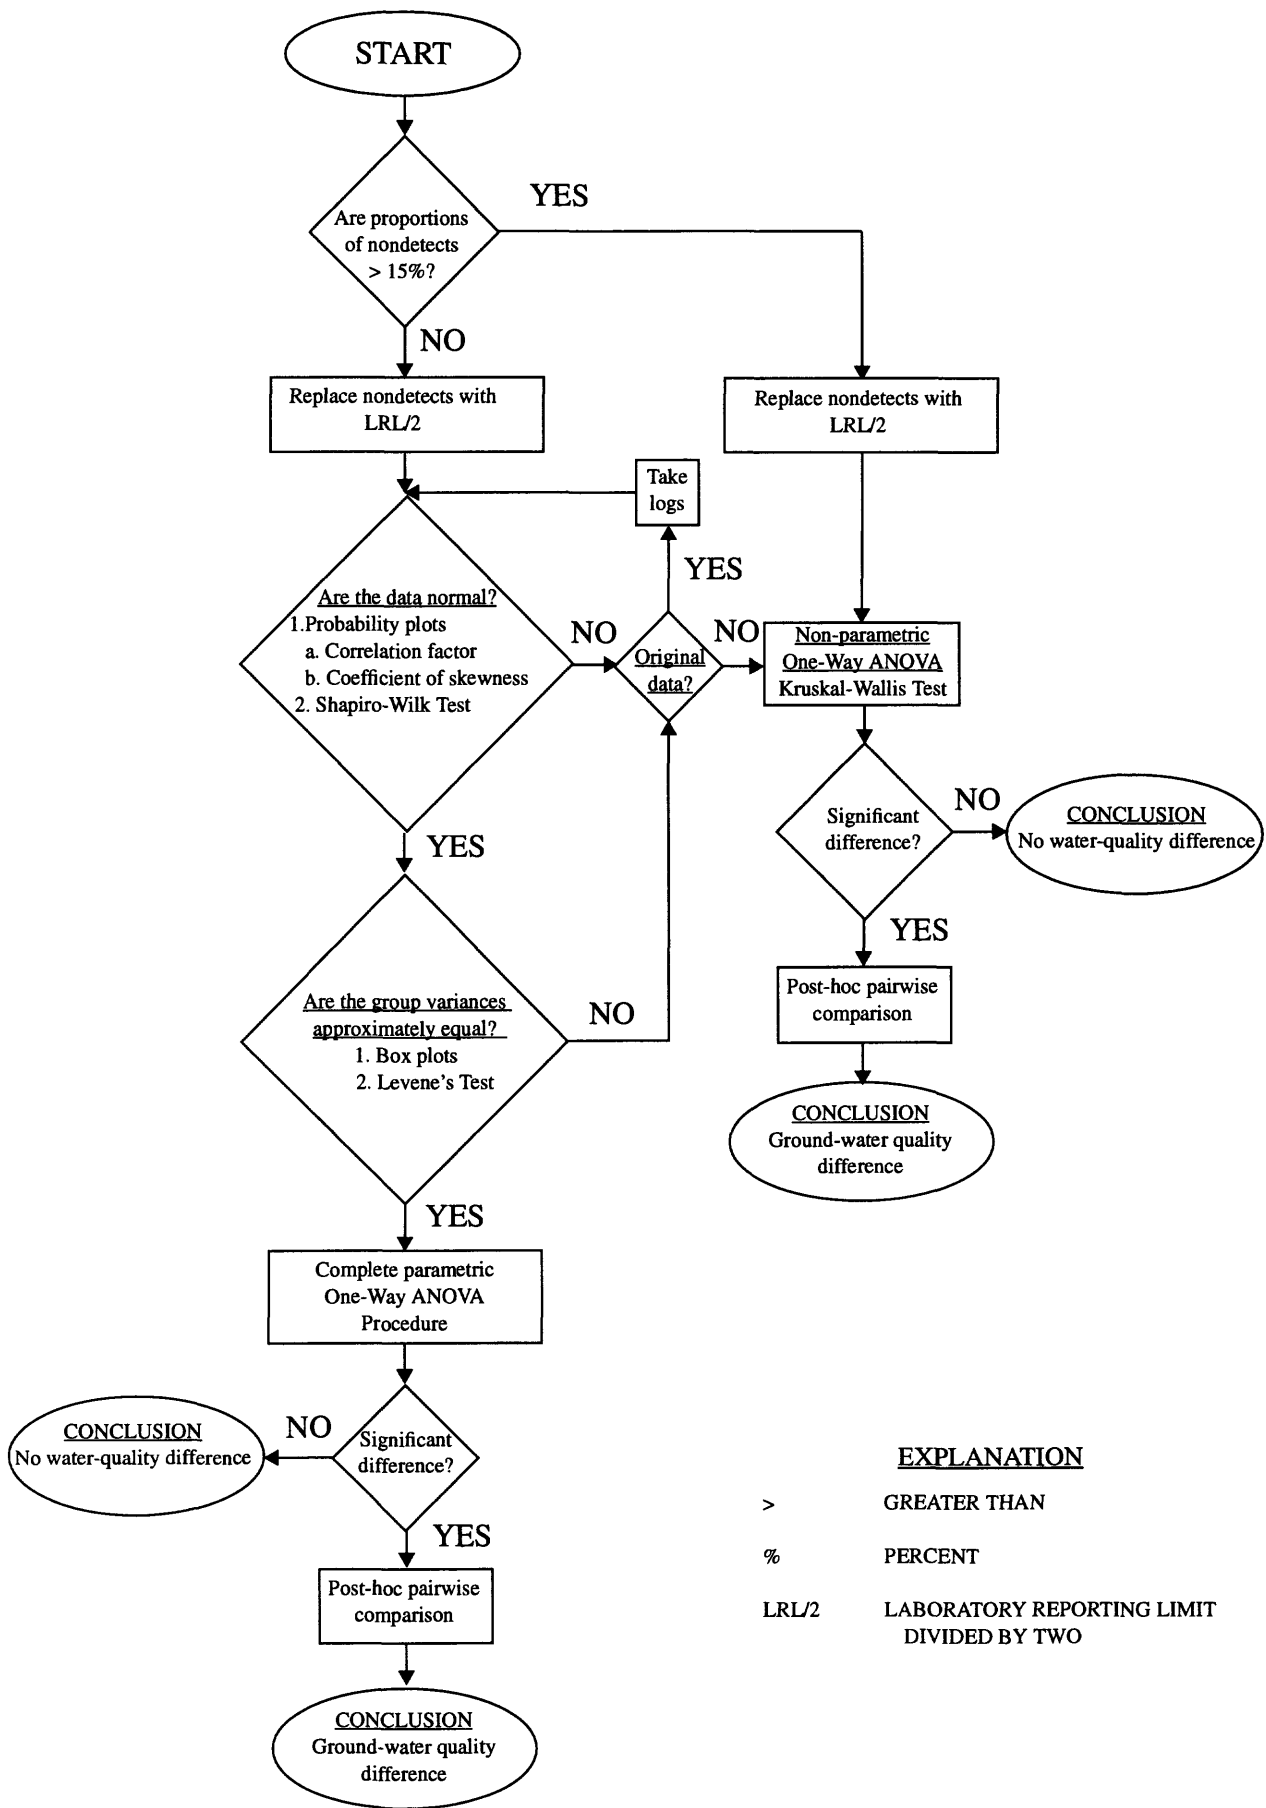 START
YES
Are proportions
of nondetects
> 15%?
NO
Replace nondetects with
LRL/2
Replace nondetects with
LRL/2
Take
logs
YES
Are the data normal?
1.Probability plots
a. Correlation factor
b. Coefficient of skewness
2. Shapiro-Wilk Test
NO
Original
data?
NO
Non-parametric
One-Way ANOVA
Kruskal-Wallis Test
YES
Significant
difference?
NO
CONCLUSION
No water-quality difference
YES
Post-hoc pairwise
comparison
CONCLUSION
Ground-water quality
difference
Are the group variances
approximately equal?
1. Box plots
2. Levene's Test
NO
YES
Complete parametric
One-Way ANOVA
Procedure
Significant
difference?
NO
CONCLUSION
No water-quality difference
YES
Post-hoc pairwise
comparison
CONCLUSION
Ground-water quality
difference
EXPLANATION
> GREATER THAN
% PERCENT
LRL/2 LABORATORY REPORTING LIMIT
DIVIDED BY TWO